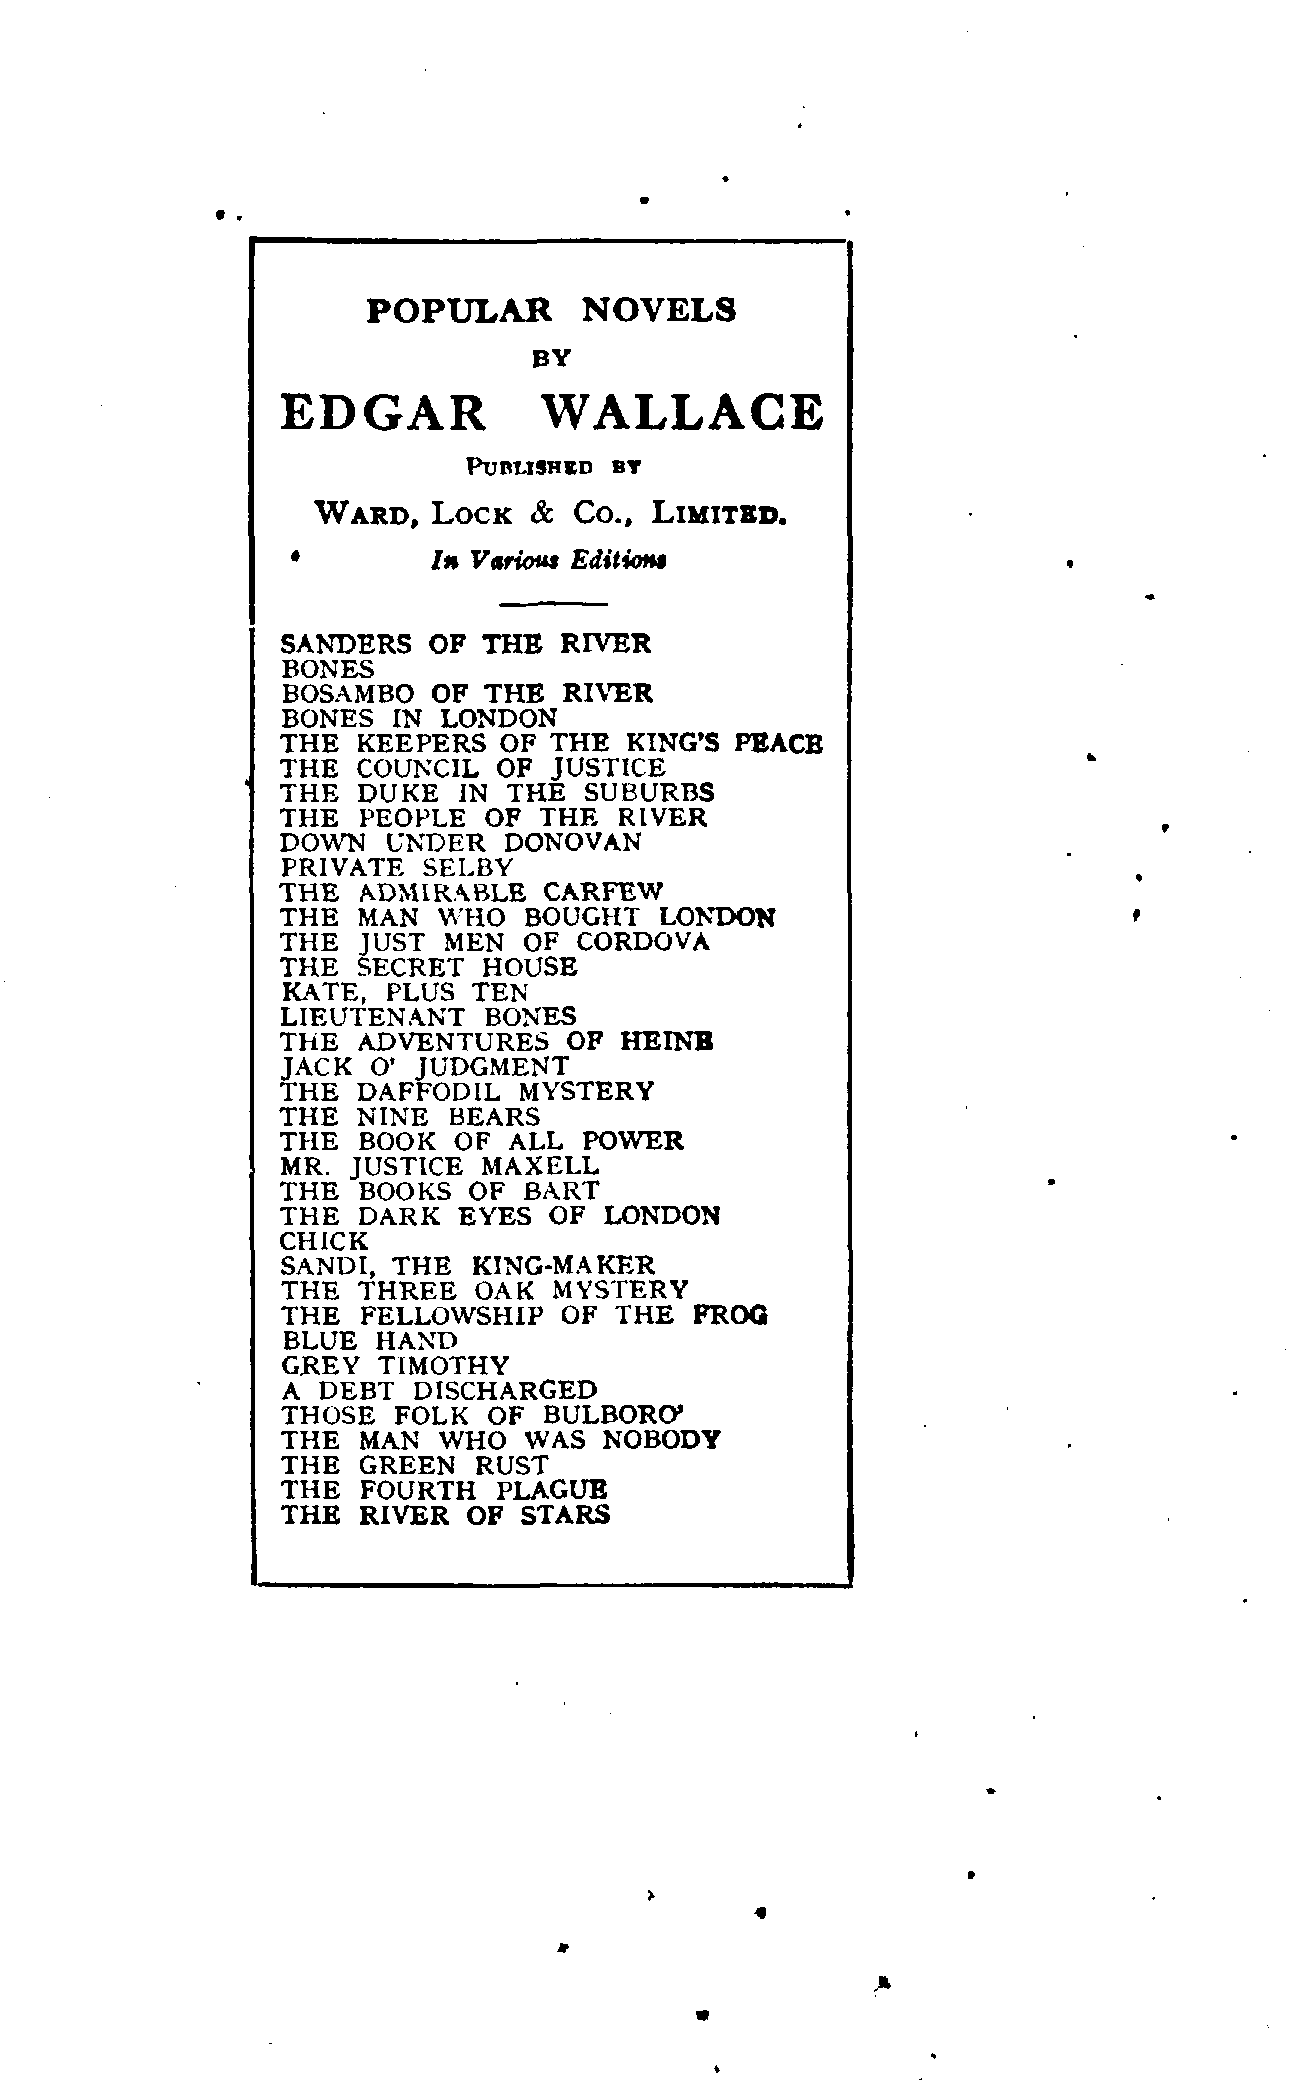 POPULAR NOVELS
BY
EDGAR WALLACE
PUBLISHED BY
WARD, LOCK & CO., LIMITED.
In Various Editions
SANDERS OF THE RIVER
BONES
BOSAMBO OF THE RIVER
BONES IN LONDON
THE KEEPERS OF THE KING'S PEACE
THE COUNCIL OF JUSTICE
THE DUKE IN THE SUBURBS
THE PEOPLE OF THE RIVER
DOWN UNDER DONOVAN
PRIVATE SELBY
THE ADMIRABLE CARFEW
THE MAN WHO BOUGHT LONDON
THE JUST MEN OF CORDOVA
THE SECRET HOUSE
KATE, PLUS TEN
LIEUTENANT BONES
THE ADVENTURES OF HEINE
JACK O' JUDGMENT
THE DAFFODIL MYSTERY
THE NINE BEARS
THE BOOK OF ALL POWER
MR. JUSTICE MAXELL
THE BOOKS OF BART
THE DARK EYES OF LONDON
CHICK
SANDI, THE KING-MAKER
THE THREE OAK MYSTERY
THE FELLOWSHIP OF THE FROG
BLUE HAND
GREY TIMOTHY
A DEBT DISCHARGED
THOSE FOLK OF BULBORO'
THE MAN WHO WAS NOBODY
THE GREEN RUST
THE FOURTH PLAGUE
THE RIVER OF STARS